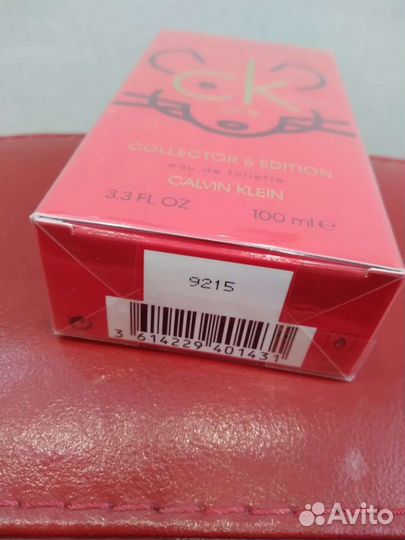 ck
one
COLLECTOR'S EDITION
eau de toilette
CALVIN KLEIN
3.3 FL OZ 100 ml e
9215
3 614229 401431
Avito